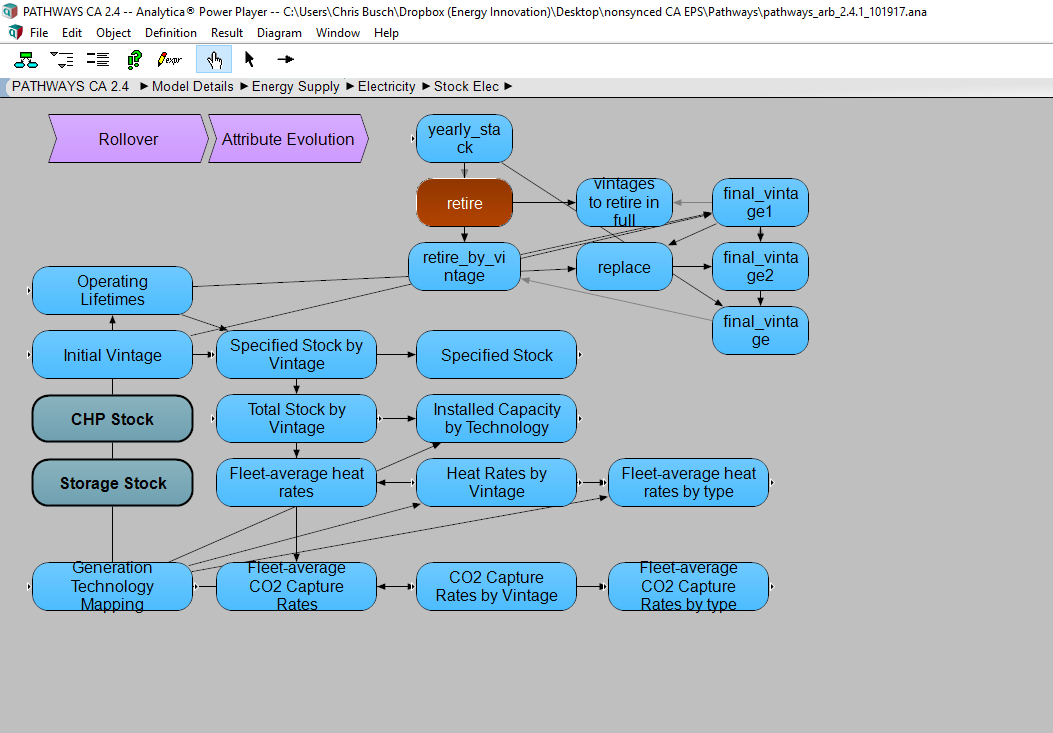 PATHWAYS CA 2.4 -- Analytica® Power Player -- C:\Users\Chris Busch\Dropbox (Energy Innovation)\Desktop\nonsynced CA EPS\Pathways\pathways_arb_2.4.1_101917.ana
File Edit Object Definition Result Diagram Window Help
expr
PATHWAYS CA 2.4 ▶ Model Details ▶ Energy Supply ▶ Electricity ▶ Stock Elec ▶
Rollover
Attribute Evolution
yearly_sta
ck
retire
vintages
to retire in
full
final_vinta
ge1
retire_by_vi
ntage
replace
final_vinta
ge2
final_vinta
ge
Operating
Lifetimes
Initial Vintage
Specified Stock by
Vintage
Specified Stock
CHP Stock
Total Stock by
Vintage
Installed Capacity
by Technology
Storage Stock
Fleet-average heat
rates
Heat Rates by
Vintage
Fleet-average heat
rates by type
Generation
Technology
Mapping
Fleet-average
CO2 Capture
Rates
CO2 Capture
Rates by Vintage
Fleet-average
CO2 Capture
Rates by type